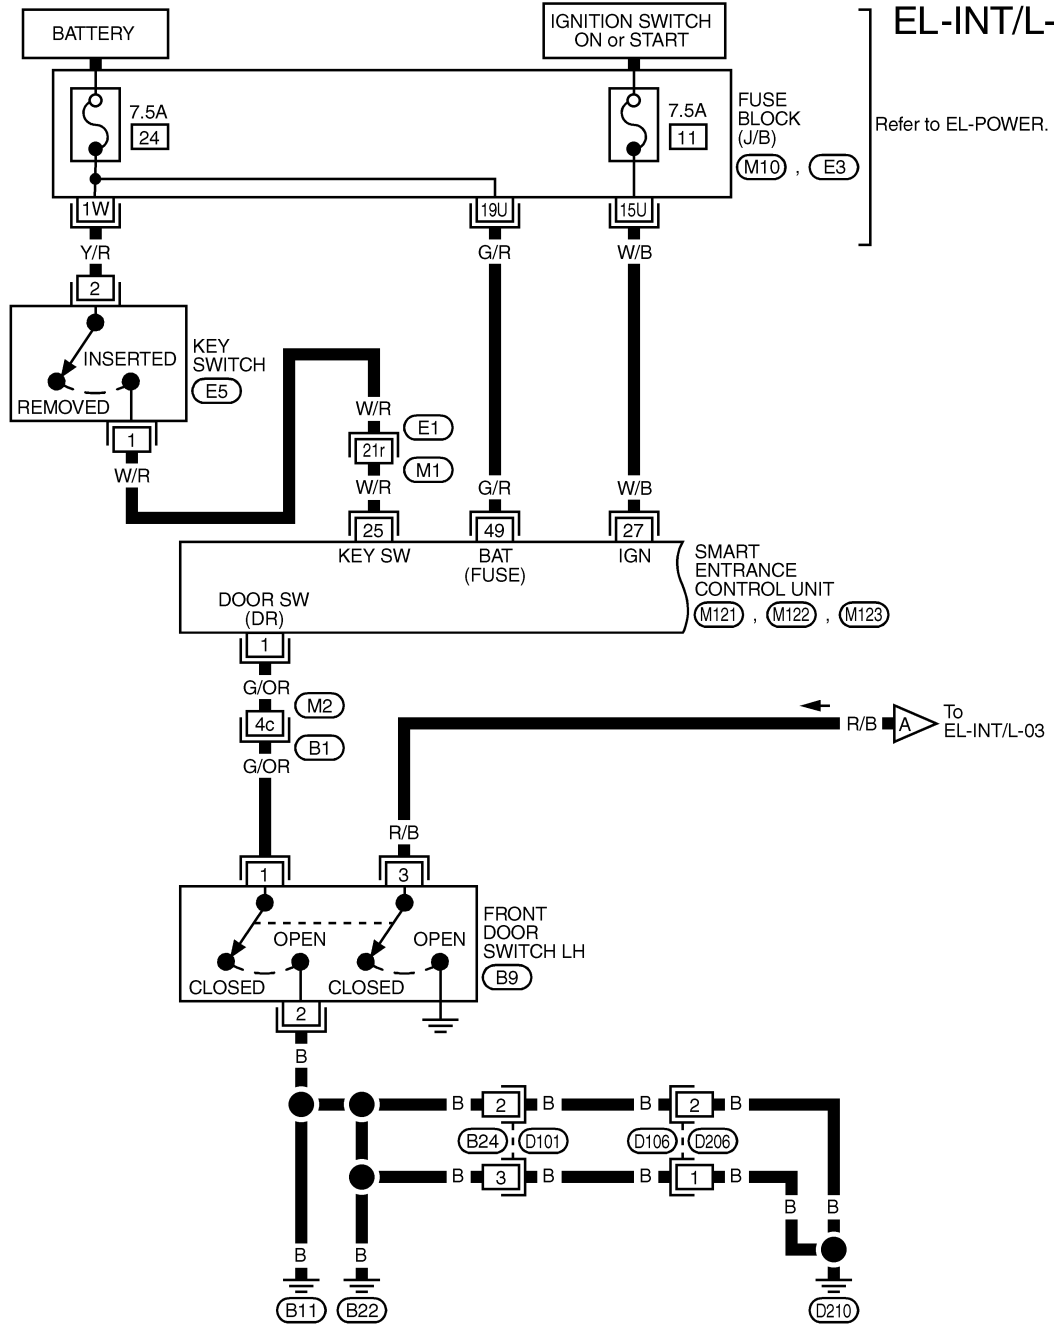 EL-INT/L-
BATTERY
IGNITION SWITCH
ON or START
7.5A
24
7.5A
11
FUSE
BLOCK
(J/B)
M10 , E3
Refer to EL-POWER.
1W
19U
15U
Y/R
G/R
W/B
2
INSERTED
REMOVED
KEY
SWITCH
E5
1
W/R
W/R
E1
21r
M1
W/R
G/R
W/B
25
49
27
KEY SW
BAT
(FUSE)
IGN
SMART
ENTRANCE
CONTROL UNIT
M121 , M122 , M123
DOOR SW
(DR)
1
G/OR
M2
4c
B1
G/OR
R/B
A
To
EL-INT/L-03
R/B
1
3
OPEN
CLOSED
OPEN
CLOSED
FRONT
DOOR
SWITCH LH
B9
2
B
B 2 B B 2 B
B24 D101 D106 D206
B 3 B B 1 B
B B
B B
B11 B22 D210